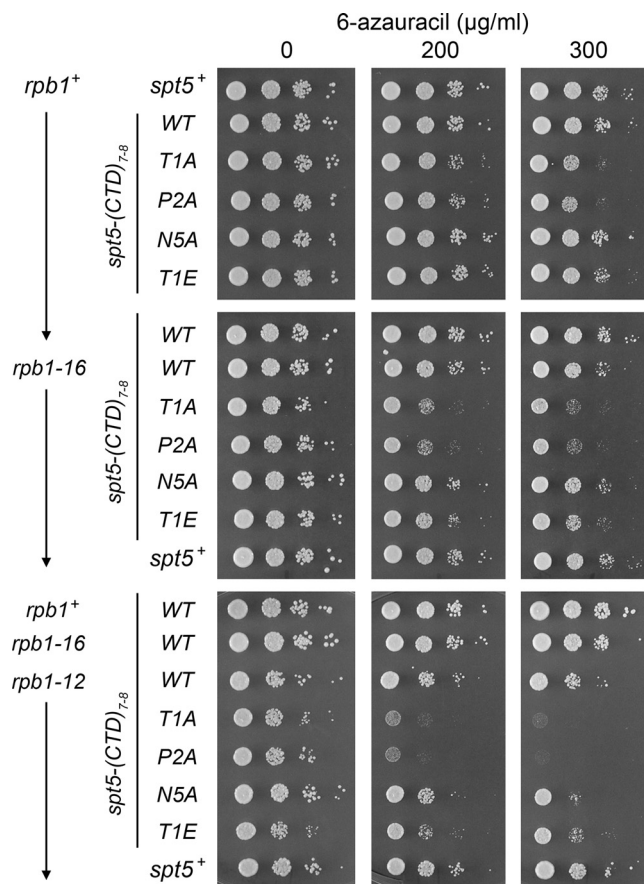 6-azauracil (µg/ml)
0 200 300
rpb1+ spt5+
WT
T1A
P2A
N5A
T1E
spt5-(CTD)7-8
WT
rpb1-16 WT
T1A
P2A
N5A
T1E
spt5+
spt5-(CTD)7-8
rpb1+ WT
rpb1-16 WT
rpb1-12 WT
T1A
P2A
N5A
T1E
spt5-(CTD)7-8
spt5+